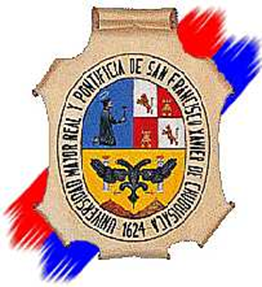 UNIVERSIDAD MAYOR REAL Y PONTIFICIA DE SAN FRANCISCO XAVIER DE CHUQUISACA
1624